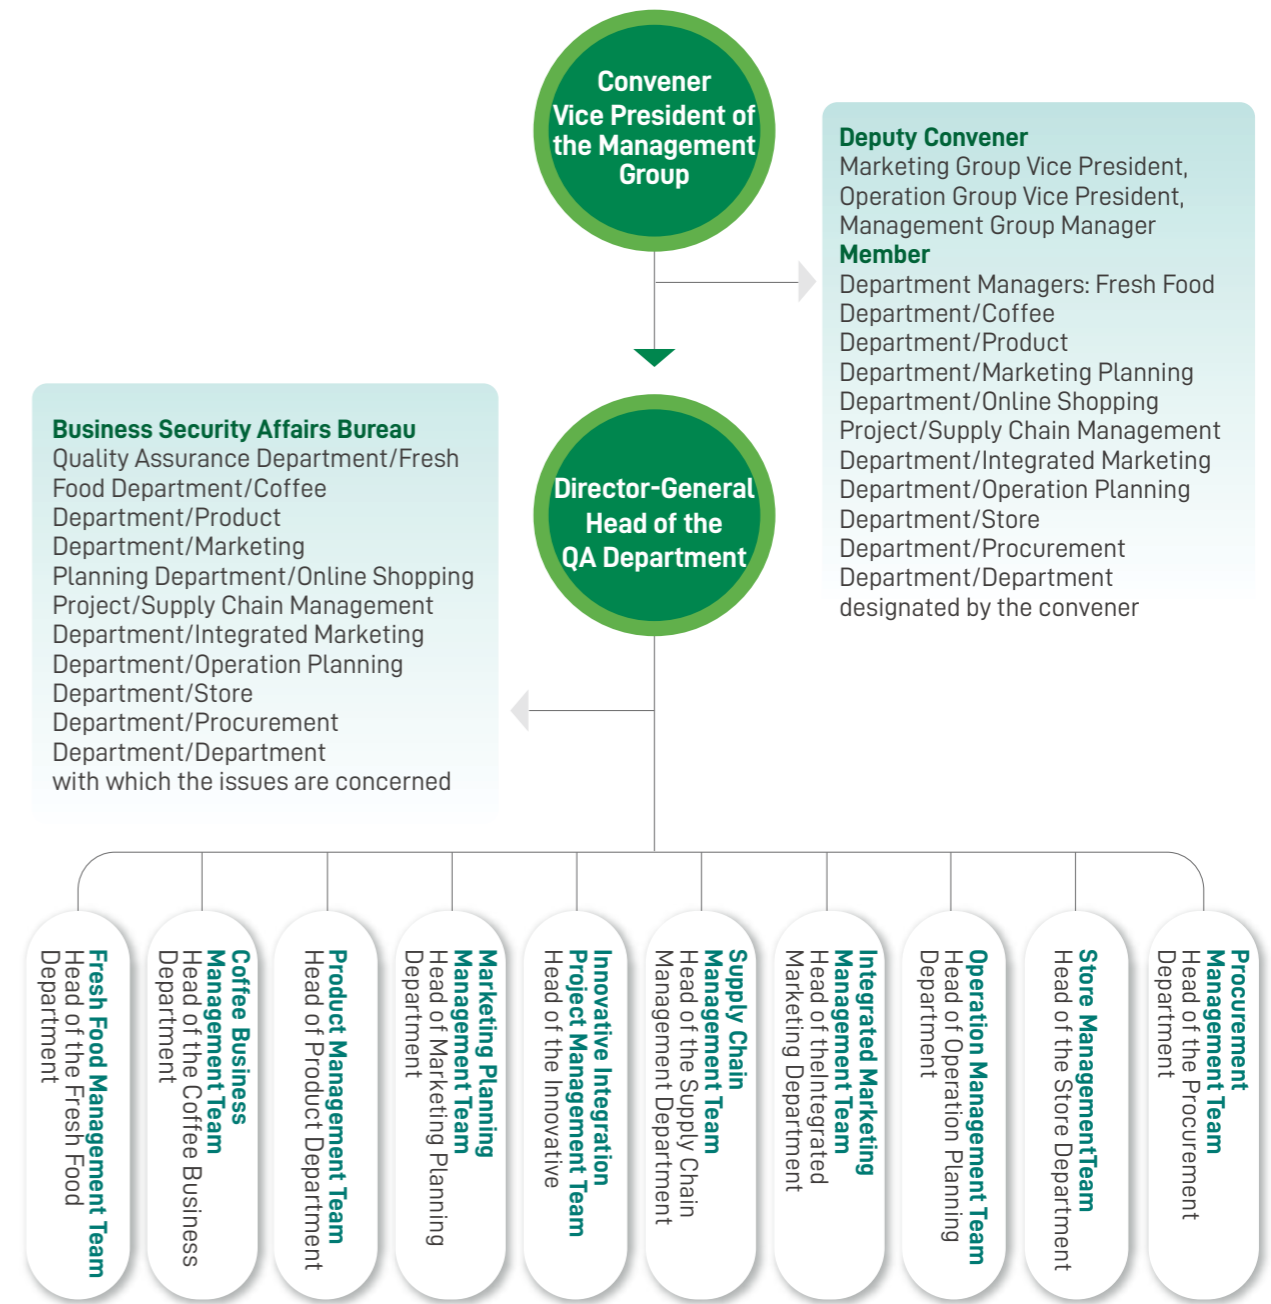 Convener
Vice President of
the Management
Group
Deputy Convener
Marketing Group Vice President,
Operation Group Vice President,
Management Group Manager
Member
Department Managers: Fresh Food
Department/Coffee
Department/Product
Department/Marketing Planning
Department/Online Shopping
Project/Supply Chain Management
Department/Integrated Marketing
Department/Operation Planning
Department/Store
Department/Procurement
Department/Department
designated by the convener
Business Security Affairs Bureau
Quality Assurance Department/Fresh
Food Department/Coffee
Department/Product
Department/Marketing
Planning Department/Online Shopping
Project/Supply Chain Management
Department/Integrated Marketing
Department/Operation Planning
Department/Store
Department/Procurement
Department/Department
with which the issues are concerned
Director-General
Head of the
QA Department
Fresh Food Management Team
Head of the Fresh Food
Department
Coffee Business
Management Team
Head of the Coffee Business
Department
Product Management Team
Head of Product Department
Marketing Planning
Management Team
Head of Marketing Planning
Department
Innovative Integration
Project Management Team
Head of the Innovative
Supply Chain
Management Team
Head of the Supply Chain
Management Department
Integrated Marketing
Management Team
Head of theIntegrated
Marketing Department
Operation Management Team
Head of Operation Planning
Department
Store ManagementTeam
Head of the Store Department
Procurement
Management Team
Head of the Procurement
Department